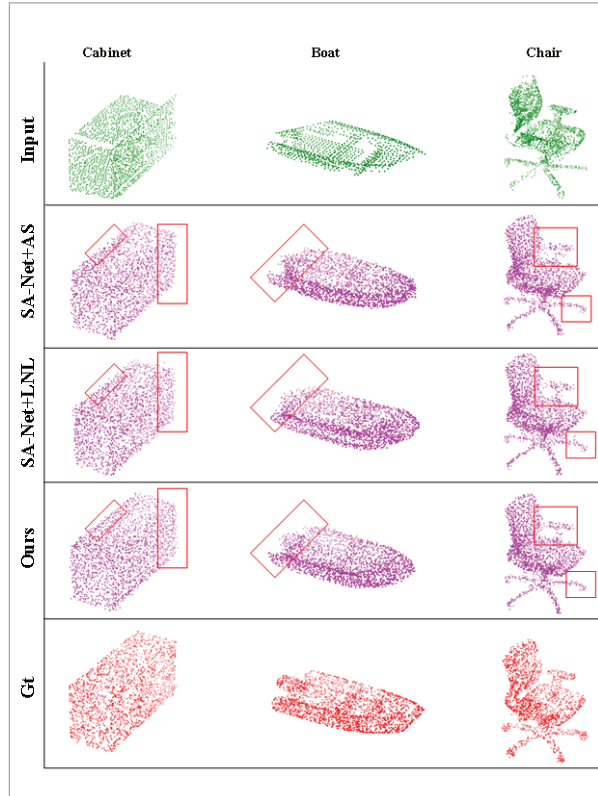 Cabinet Boat Chair
Input
SA-Net+AS
SA-Net+LNL
Ours
Gt